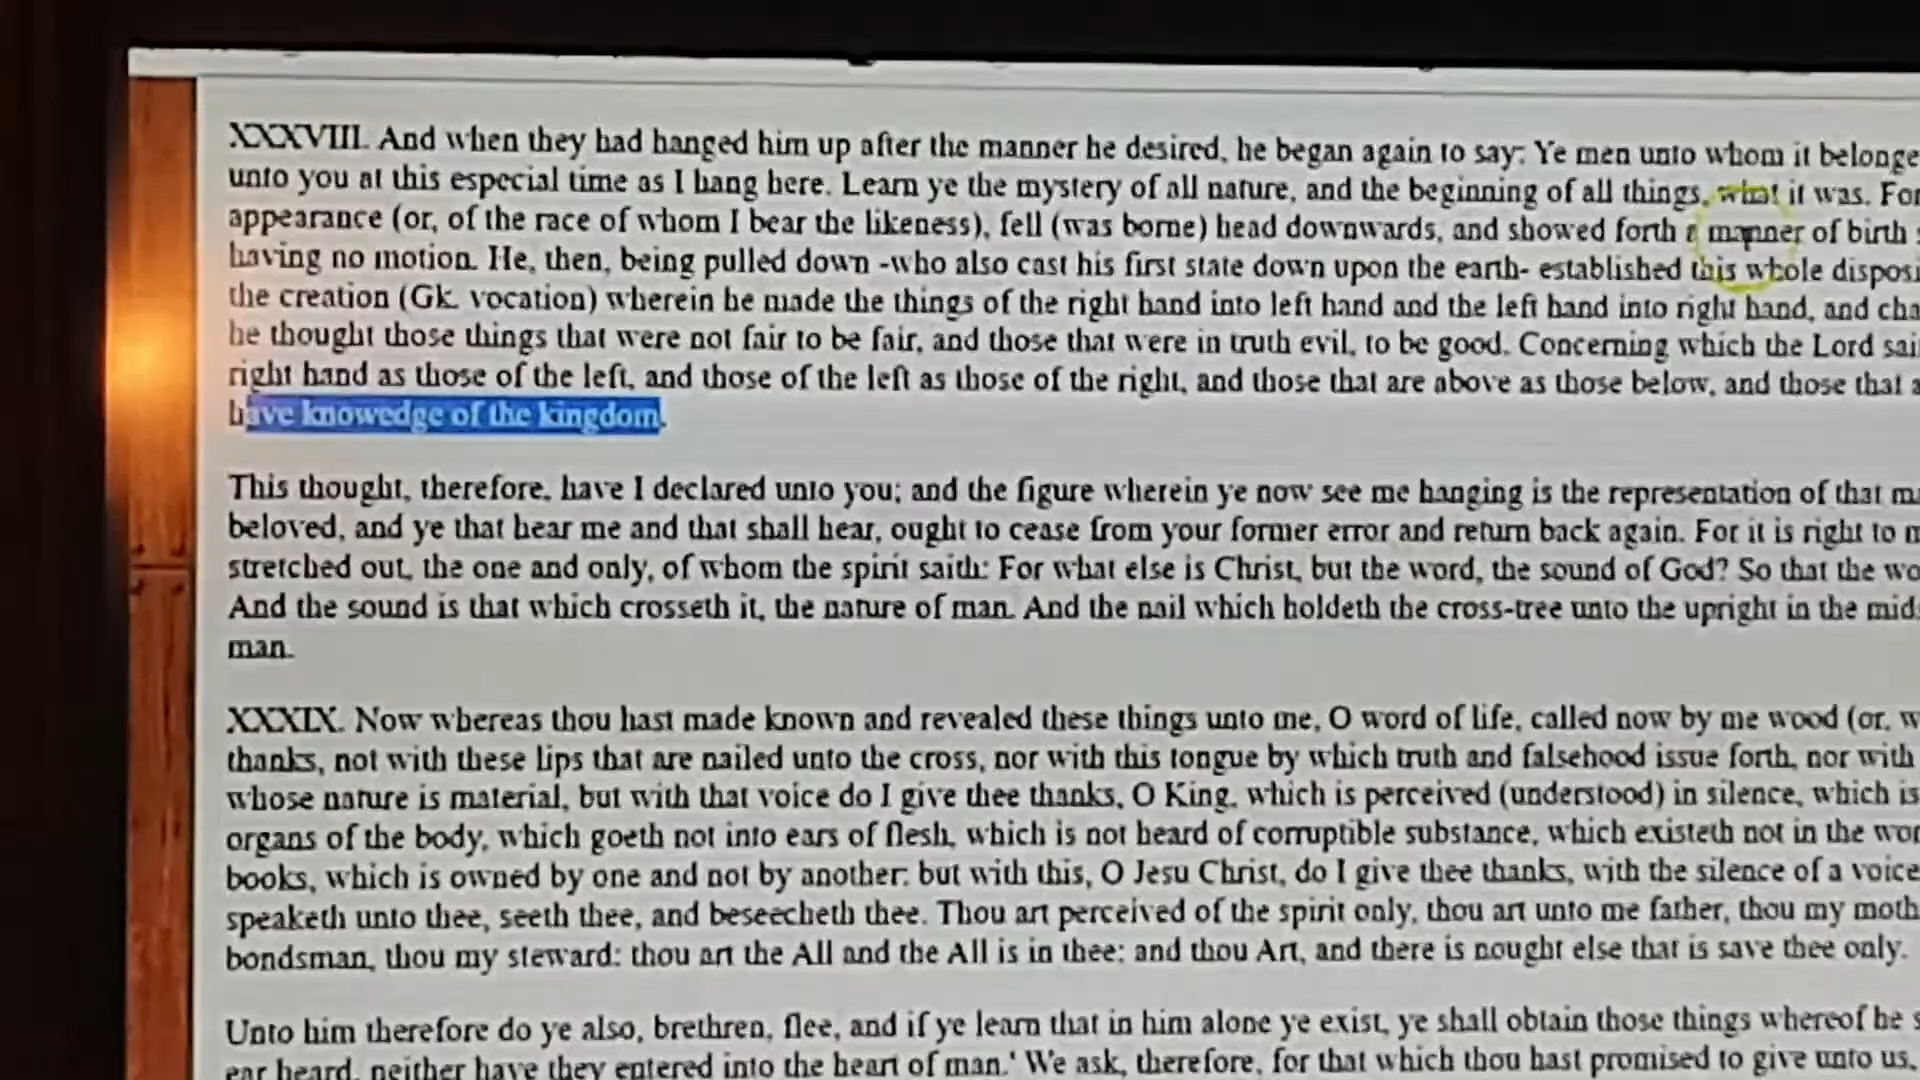 XXXVIII. And when they had hanged him up after the manner he desired, he began again to say: Ye men unto whom it belonge
unto you at this especial time as I hang here. Learn ye the mystery of all nature, and the beginning of all things, what it was. For
appearance (or, of the race of whom I bear the likeness), fell (was borne) head downwards, and showed forth a manner of birth
having no motion. He, then, being pulled down -who also cast his first state down upon the earth- established this whole disposi
the creation (Gk. vocation) wherein he made the things of the right hand into left hand and the left hand into right hand, and cha
he thought those things that were not fair to be fair, and those that were in truth evil, to be good. Concerning which the Lord sai
right hand as those of the left, and those of the left as those of the right, and those that are above as those below, and those that a
have knowedge of the kingdom.
This thought, therefore, have I declared unto you; and the figure wherein ye now see me hanging is the representation of that ma
beloved, and ye that hear me and that shall hear, ought to cease from your former error and return back again. For it is right to m
stretched out, the one and only, of whom the spirit saith: For what else is Christ, but the word, the sound of God? So that the wo
And the sound is that which crosseth it, the nature of man. And the nail which holdeth the cross-tree unto the upright in the mids
man.
XXXIX. Now whereas thou hast made known and revealed these things unto me, O word of life, called now by me wood (or, w
thanks, not with these lips that are nailed unto the cross, nor with this tongue by which truth and falsehood issue forth, nor with
whose nature is material, but with that voice do I give thee thanks, O King, which is perceived (understood) in silence, which is
organs of the body, which goeth not into ears of flesh, which is not heard of corruptible substance, which existeth not in the wor
books, which is owned by one and not by another: but with this, O Jesu Christ, do I give thee thanks, with the silence of a voice
speaketh unto thee, seeth thee, and beseecheth thee. Thou art perceived of the spirit only, thou art unto me father, thou my moth
bondsman, thou my steward: thou art the All and the All is in thee: and thou Art, and there is nought else that is save thee only.
Unto him therefore do ye also, brethren, flee, and if ye learn that in him alone ye exist, ye shall obtain those things whereof he s
ear heard, neither have they entered into the heart of man.' We ask, therefore, for that which thou hast promised to give unto us,